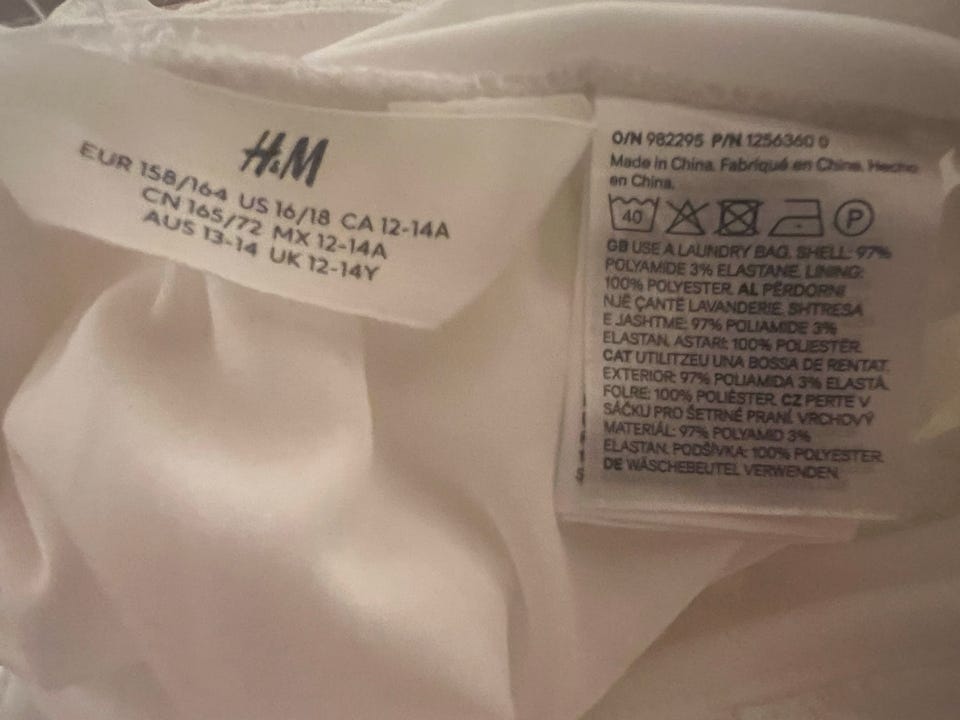 H&M
EUR 158/164 US 16/18 CA 12-14A
CN 165/72 MX 12-14A
AUS 13-14 UK 12-14Y
O/N 982295 P/N 1256360 0
Made in China. Fabriqué en Chine. Hecho
en China.
40 P
GB USE A LAUNDRY BAG. SHELL: 97%
POLYAMIDE 3% ELASTANE. LINING:
100% POLYESTER. AL PËRDORNI
NJË ÇANTË LAVANDERIE. SHTRESA
E JASHTME: 97% POLIAMIDE 3%
ELASTAN. ASTARI: 100% POLIESTËR.
CAT UTILITZEU UNA BOSSA DE RENTAT.
EXTERIOR: 97% POLIAMIDA 3% ELASTÀ.
FOLRE: 100% POLIÈSTER. CZ PERTE V
SÁČKU PRO ŠETRNÉ PRANÍ. VRCHOVÝ
MATERIÁL: 97% POLYAMID 3%
ELASTAN. PODŠÍVKA: 100% POLYESTER.
DE WÄSCHEBEUTEL VERWENDEN.